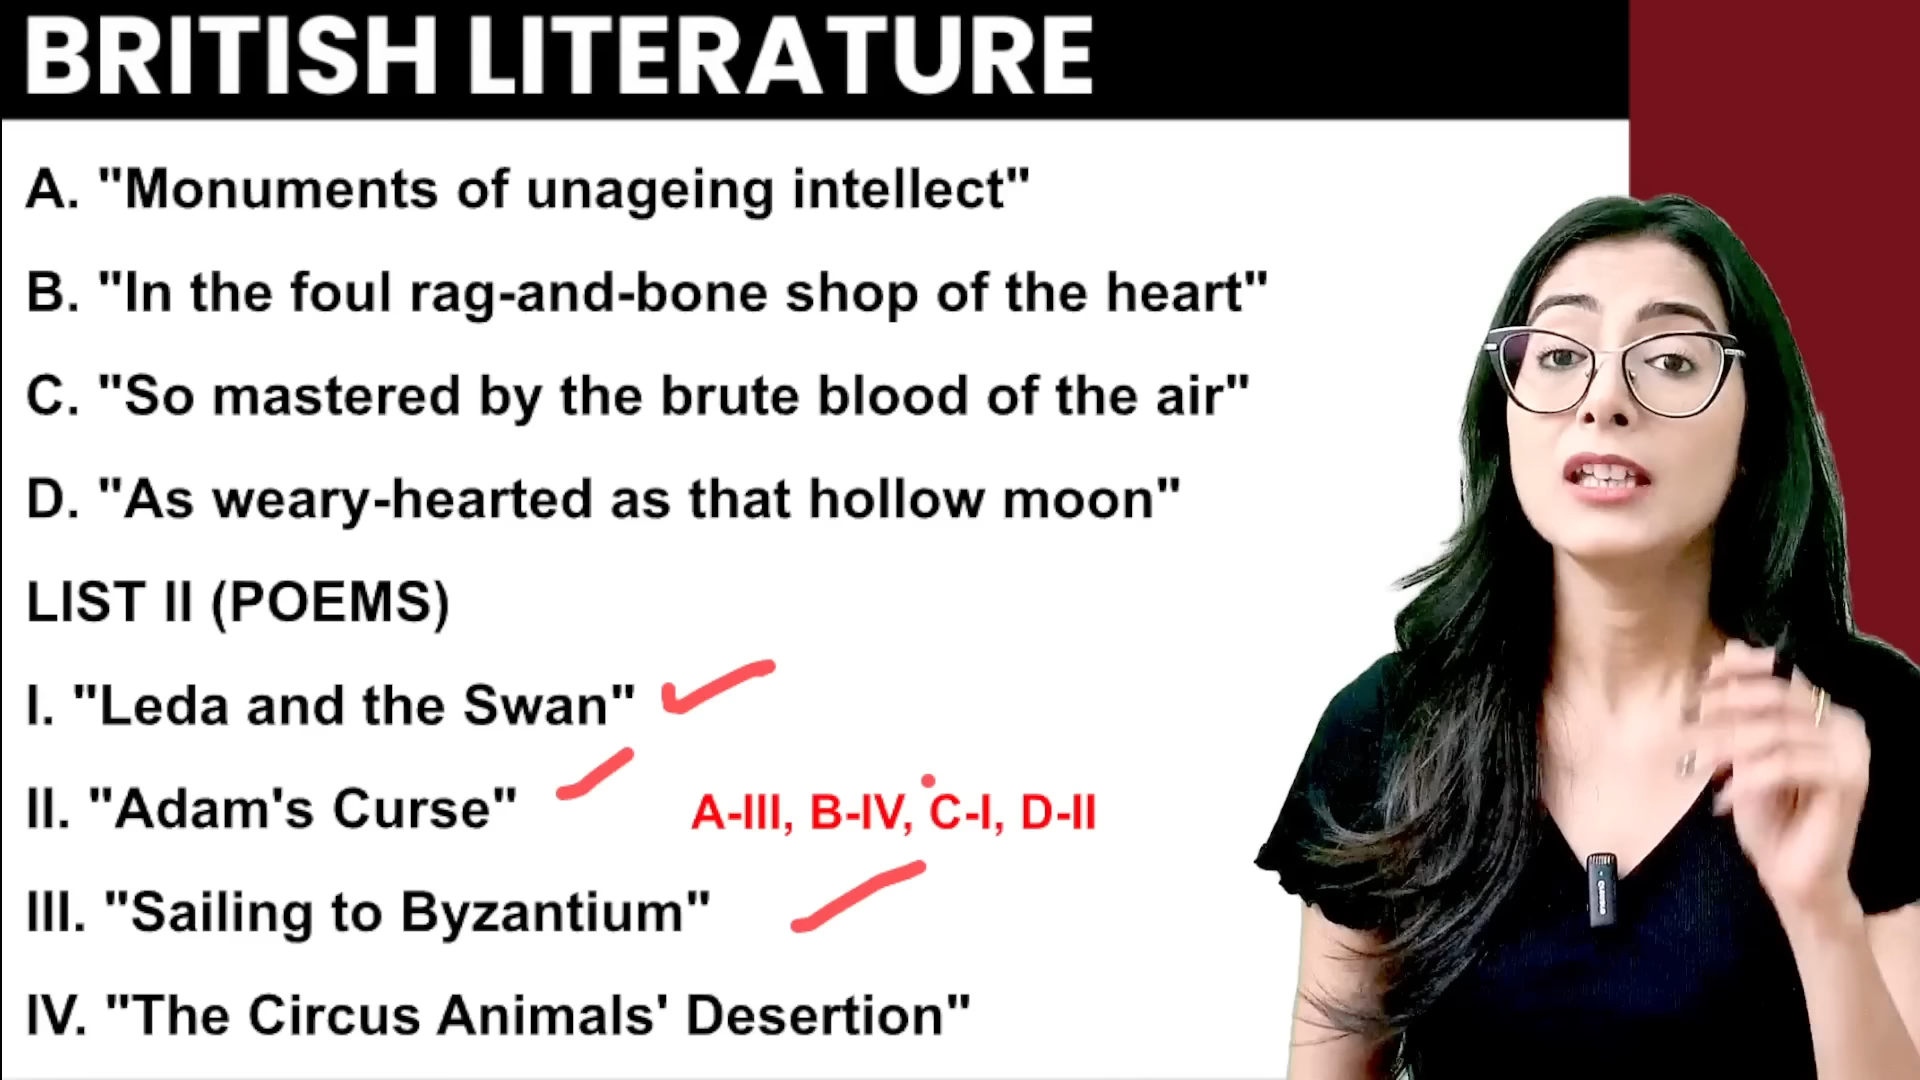 BRITISH LITERATURE
A. "Monuments of unageing intellect"
B. "In the foul rag-and-bone shop of the heart"
C. "So mastered by the brute blood of the air"
D. "As weary-hearted as that hollow moon"
LIST II (POEMS)
I. "Leda and the Swan"
II. "Adam's Curse"
A-III, B-IV, C-I, D-II
III. "Sailing to Byzantium"
IV. "The Circus Animals' Desertion"